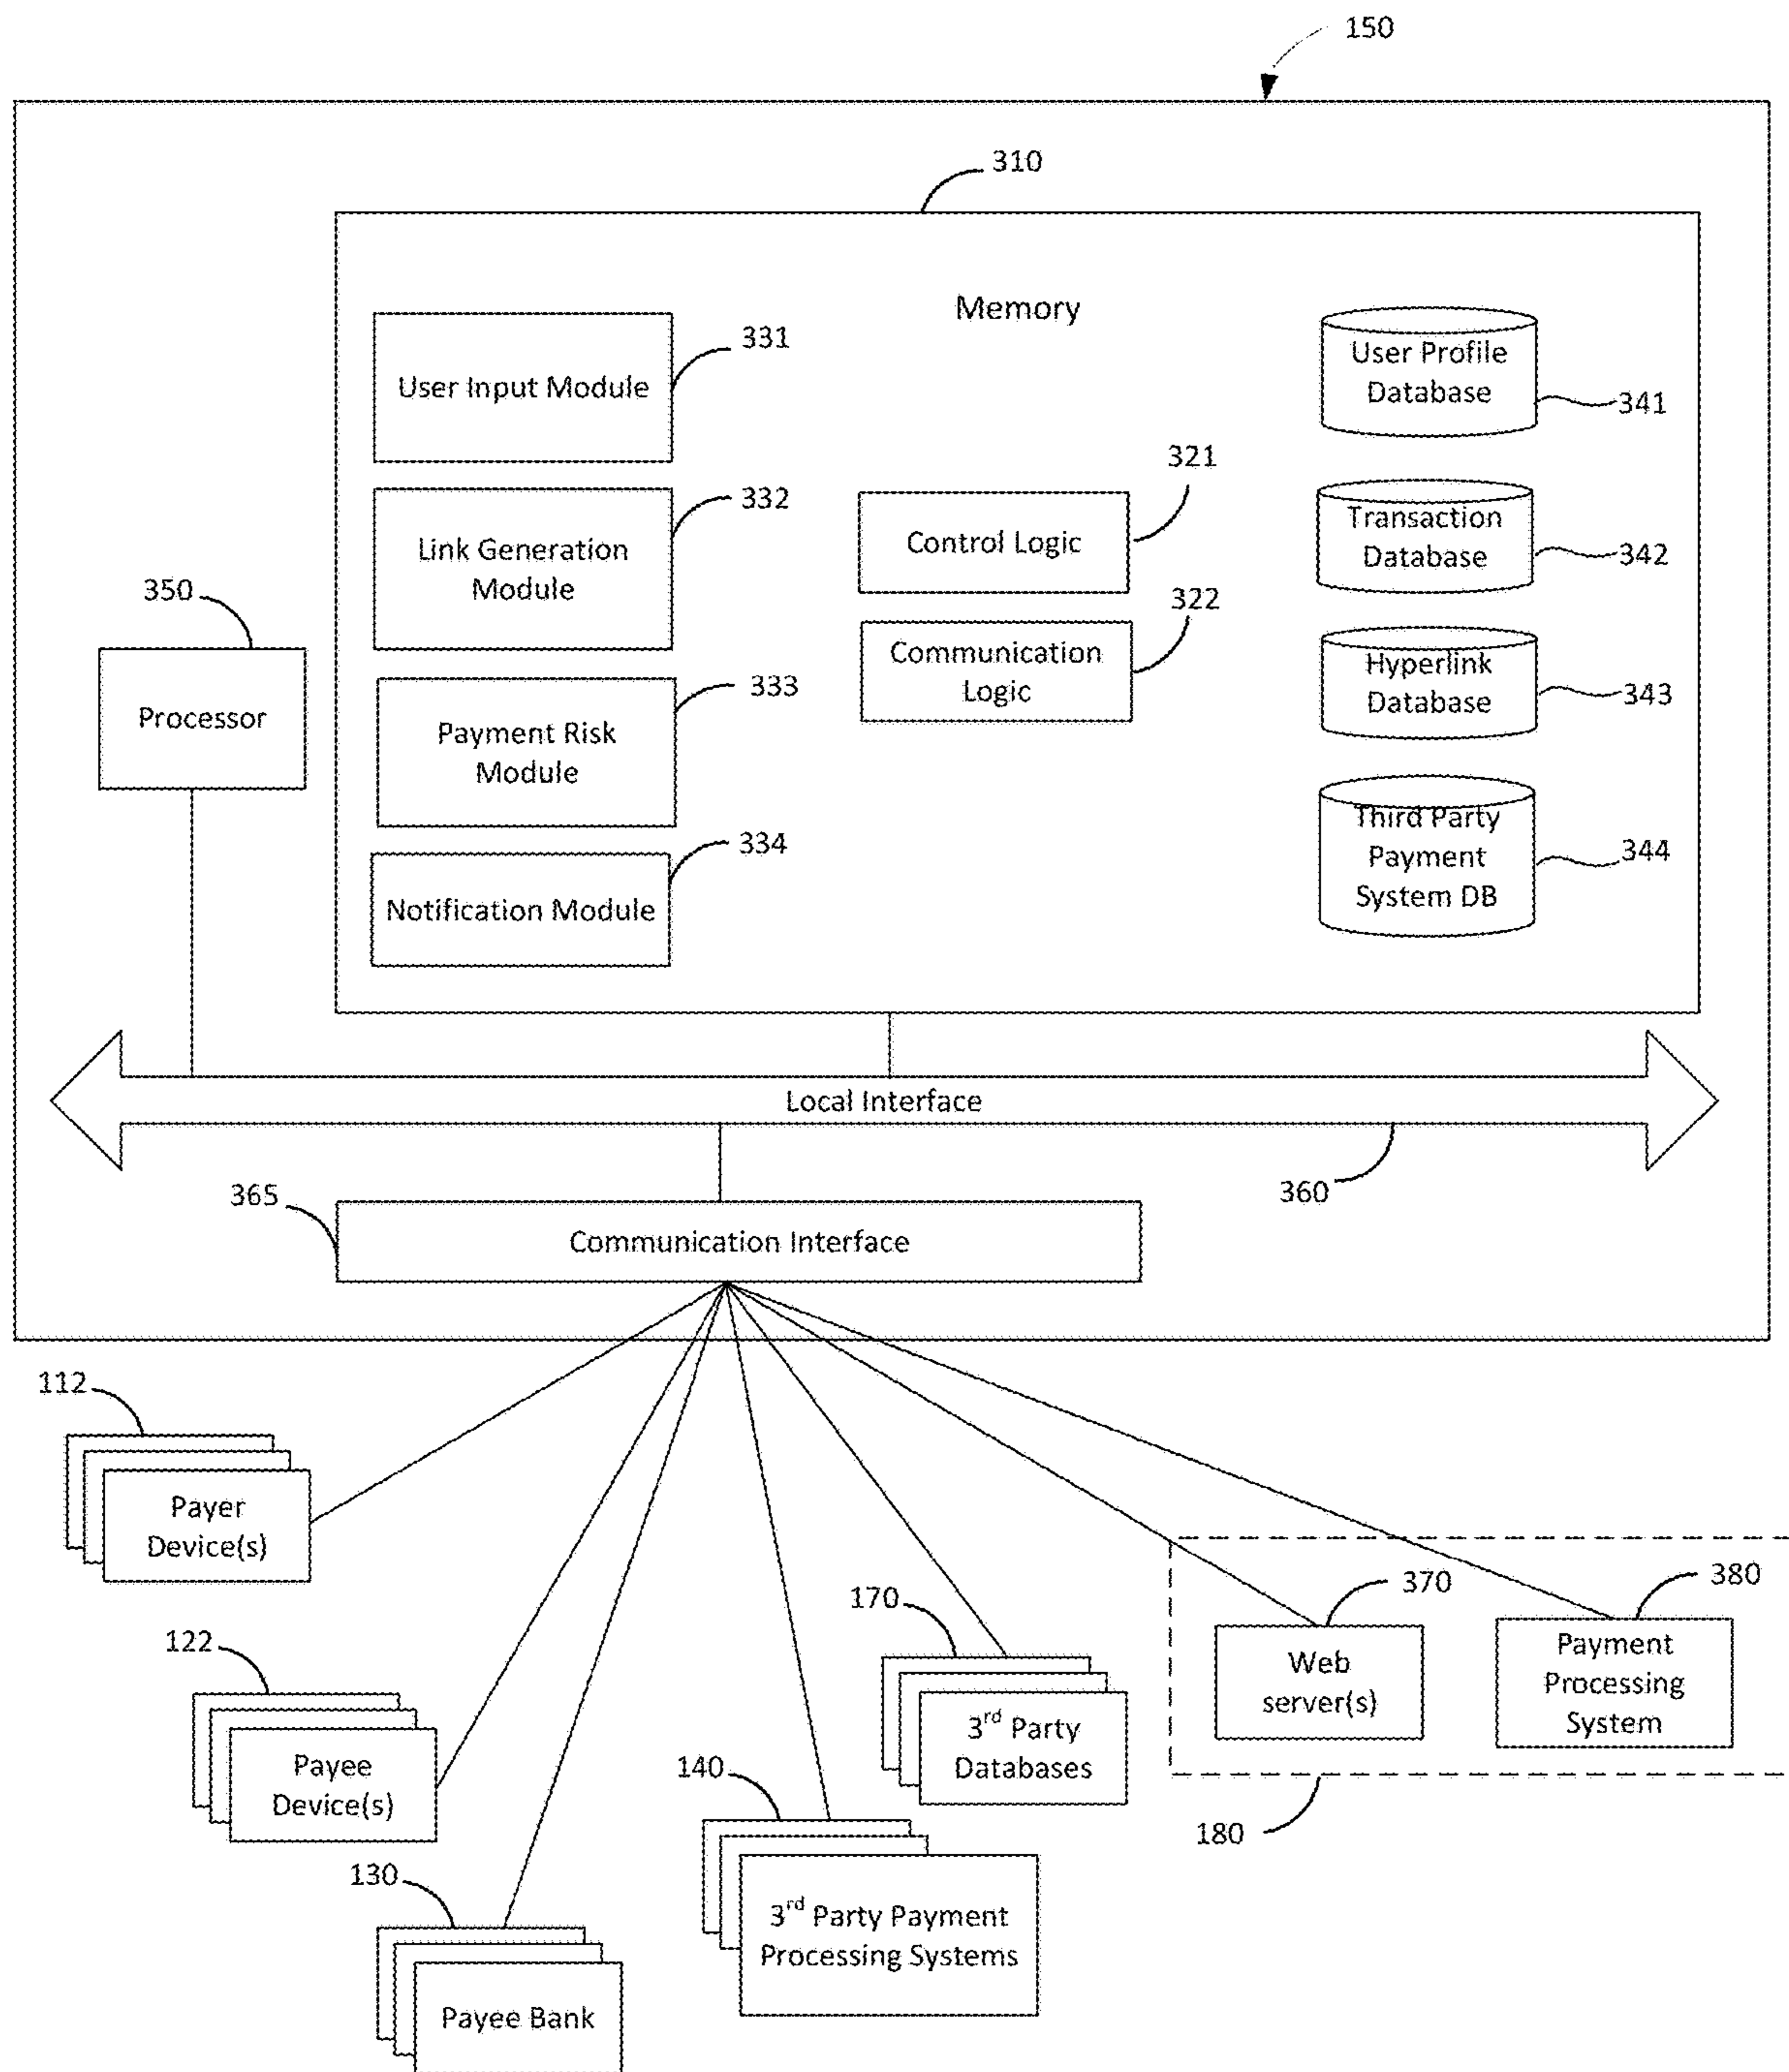 150
310
Memory
User Input Module
331
User Profile
Database
341
321
Link Generation
Module
332
Control Logic
Transaction
Database
342
350
Processor
322
Communication
Logic
Hyperlink
Database
343
Payment Risk
Module
333
Third Party
Payment
System DB
344
Notification Module
334
Local Interface
360
365
Communication Interface
112
Payer
Device(s)
122
Payee
Device(s)
130
Payee Bank
140
3rd Party Payment
Processing Systems
170
3rd Party
Databases
370
Web
server(s)
380
Payment
Processing
System
180